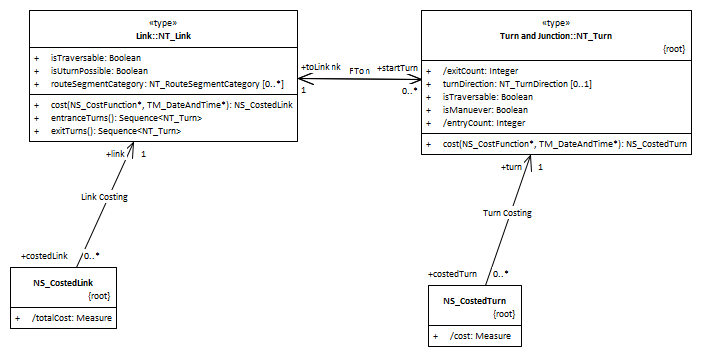 «type»
Link::NT_Link
+ isTraversable: Boolean
+ isUturnPossible: Boolean
+ routeSegmentCategory: NT_RouteSegmentCategory [0..*]
+ cost(NS_CostFunction*, TM_DateAndTime*): NS_CostedLink
+ entranceTurns(): Sequence<NT_Turn>
+ exitTurns(): Sequence<NT_Turn>
«type»
Turn and Junction::NT_Turn
{root}
+ /exitCount: Integer
+ turnDirection: NT_TurnDirection [0..1]
+ isTraversable: Boolean
+ isManuever: Boolean
+ /entryCount: Integer
+ cost(NS_CostFunction*, TM_DateAndTime*): NS_CostedTurn
+toLink nk FTo n +startTurn
1 0..*
+link 1
Link Costing
+costedLink 0..*
+turn 1
Turn Costing
+costedTurn 0..*
NS_CostedLink
{root}
+ /totalCost: Measure
NS_CostedTurn
{root}
+ /cost: Measure